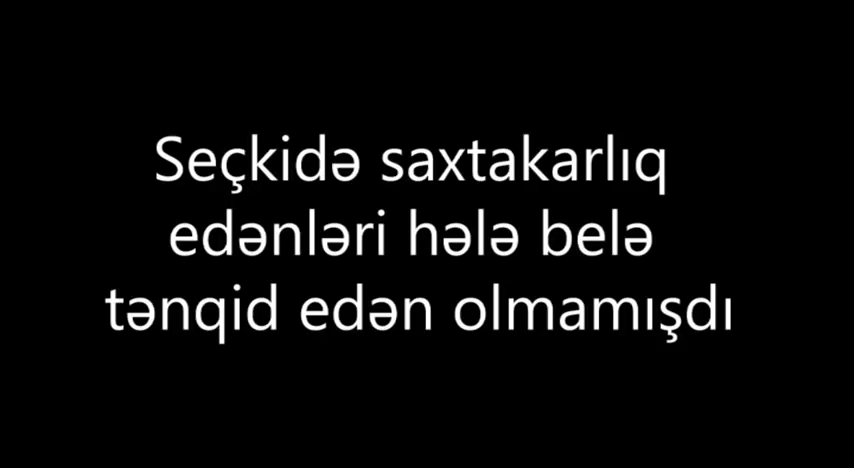 Seçkidə saxtakarlıq
edənləri hələ belə
tənqid edən olmamışdı